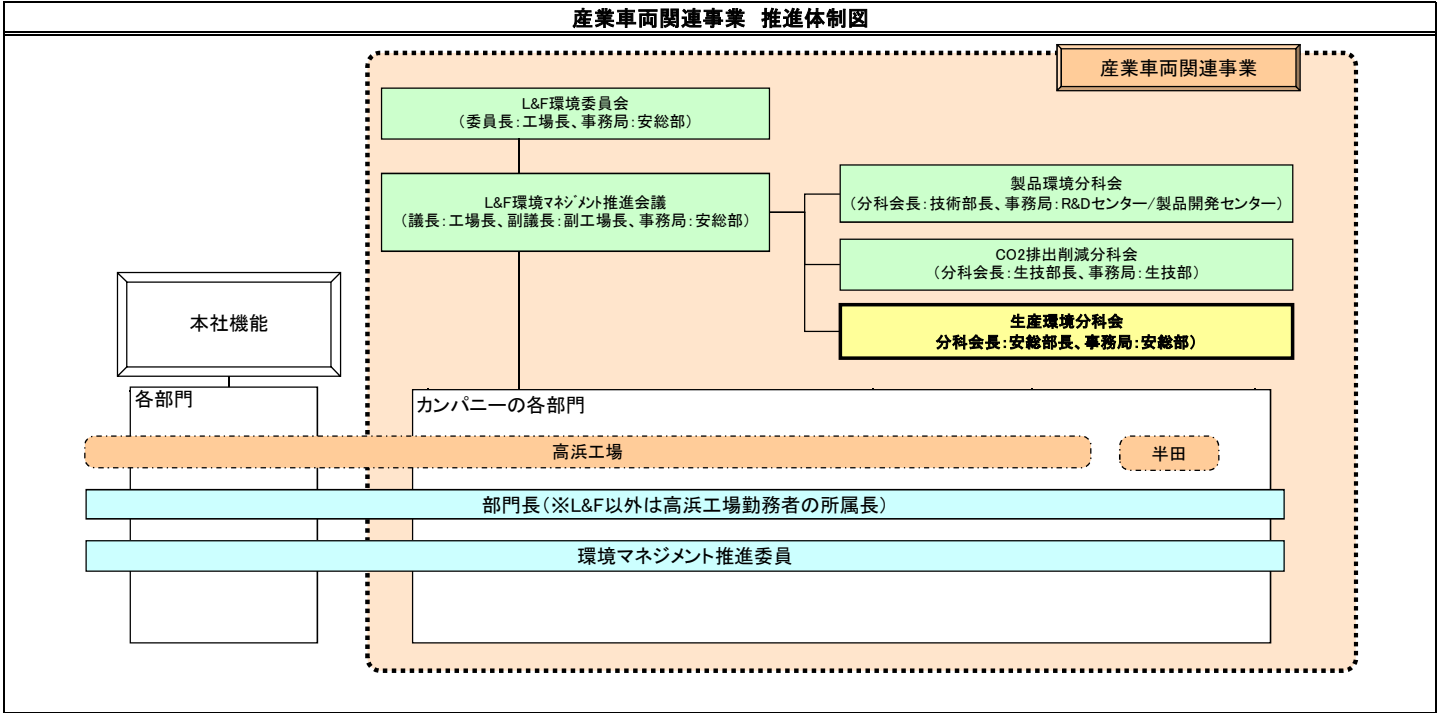 産業車両関連事業 推進体制図
産業車両関連事業
L&F環境委員会
（委員長：工場長、事務局：安総部）
L&F環境マネジメント推進会議
（議長：工場長、副議長：副工場長、事務局：安総部）
製品環境分科会
（分科会長：技術部長、事務局：R&Dセンター/製品開発センター）
CO2排出削減分科会
（分科会長：生技部長、事務局：生技部）
生産環境分科会
分科会長：安総部長、事務局：安総部）
本社機能
各部門
カンパニーの各部門
高浜工場
半田
部門長（※L&F以外は高浜工場勤務者の所属長）
環境マネジメント推進委員